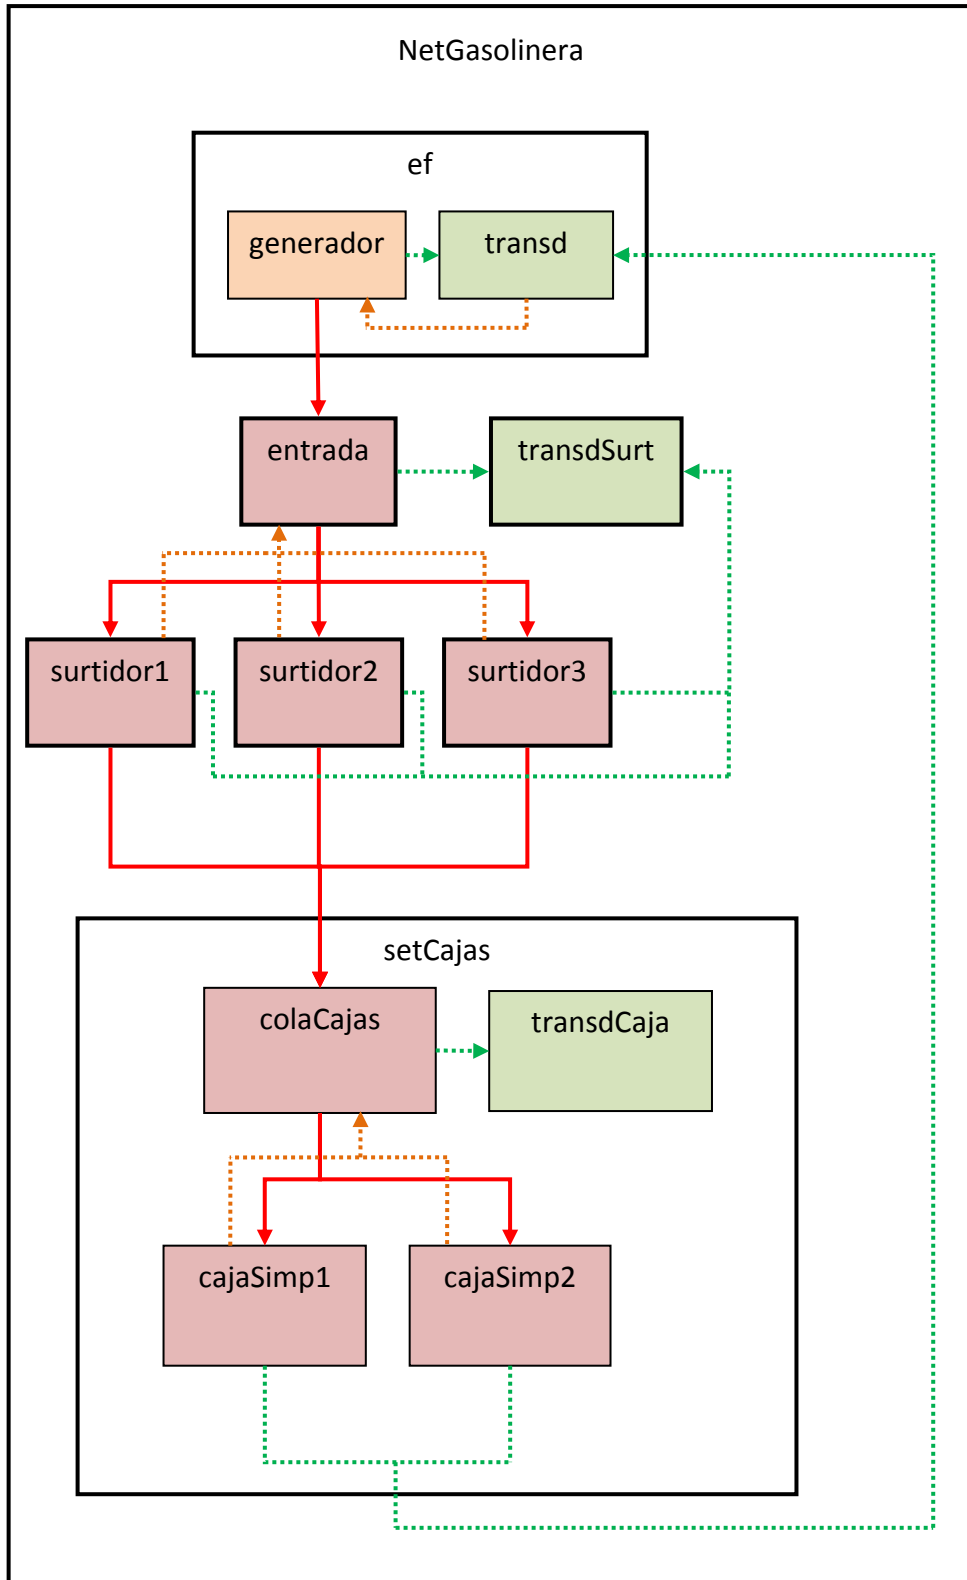 NetGasolinera
ef
generador
transd
entrada
transdSurt
surtidor1
surtidor2
surtidor3
setCajas
colaCajas
transdCaja
cajaSimp1
cajaSimp2